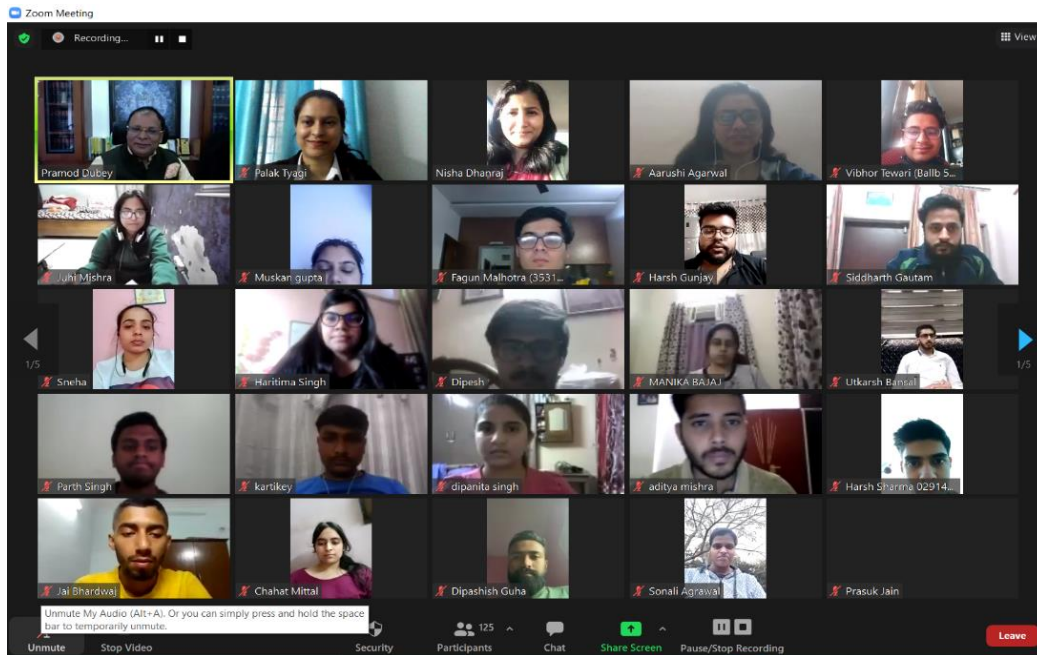 Zoom Meeting
Recording...
View
Pramod Dubey
Palak Tyagi
Nisha Dhanraj
Aarushi Agarwal
Vibhor Tewari (Ballb 5...
Juhi Mishra
Muskan gupta
Fagun Malhotra (3531...
Harsh Gunjay
Siddharth Gautam
1/5
1/5
Sneha
Haritima Singh
Dipesh
MANIKA BAJAJ
Utkarsh Bansal
Parth Singh
kartikey
dipanita singh
aditya mishra
Harsh Sharma 02914...
Jai Bhardwaj
Chahat Mittal
Dipashish Guha
Sonali Agrawal
Prasuk Jain
Unmute My Audio (Alt+A). Or you can simply press and hold the space
bar to temporarily unmute.
125
Unmute
Stop Video
Security
Participants
Chat
Share Screen
Pause/Stop Recording
Leave